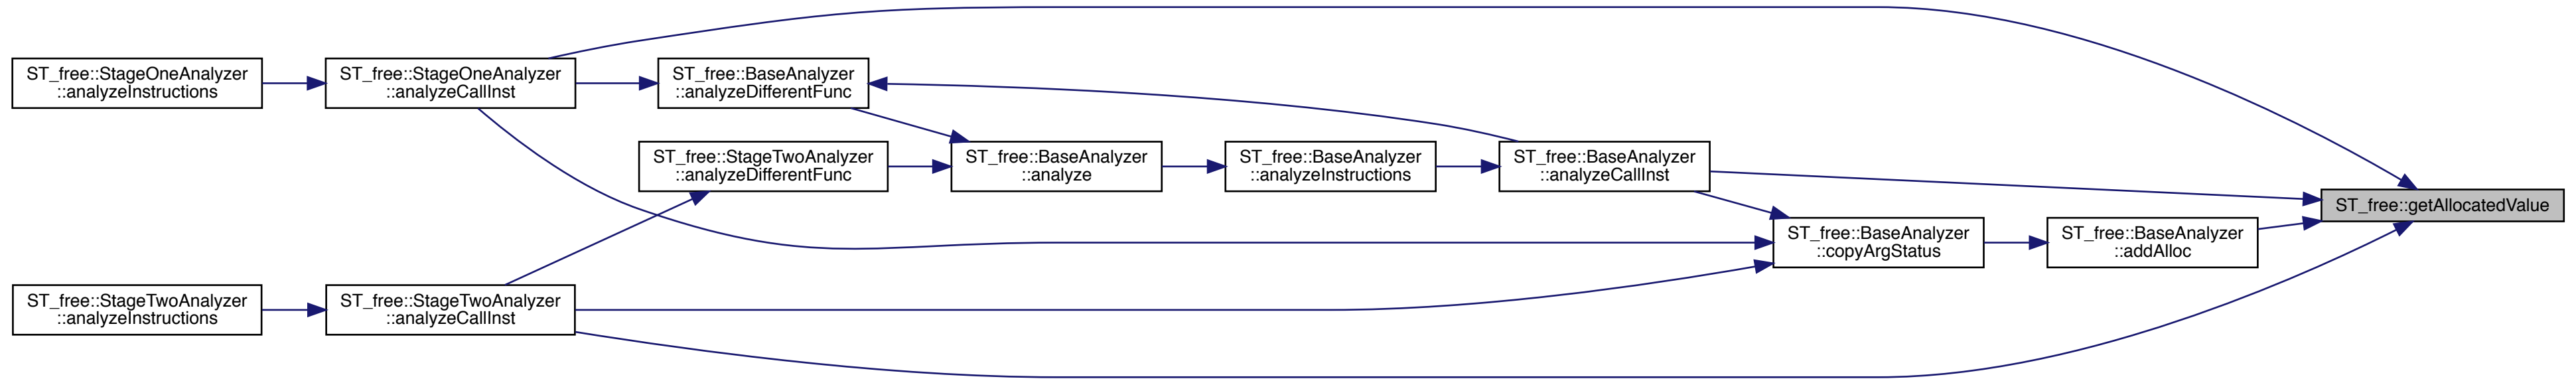 ST_free::StageOneAnalyzer
::analyzeInstructions
ST_free::StageOneAnalyzer
::analyzeCallInst
ST_free::BaseAnalyzer
::analyzeDifferentFunc
ST_free::StageTwoAnalyzer
::analyzeDifferentFunc
ST_free::BaseAnalyzer
::analyze
ST_free::BaseAnalyzer
::analyzeInstructions
ST_free::BaseAnalyzer
::analyzeCallInst
ST_free::getAllocatedValue
ST_free::BaseAnalyzer
::copyArgStatus
ST_free::BaseAnalyzer
::addAlloc
ST_free::StageTwoAnalyzer
::analyzeInstructions
ST_free::StageTwoAnalyzer
::analyzeCallInst